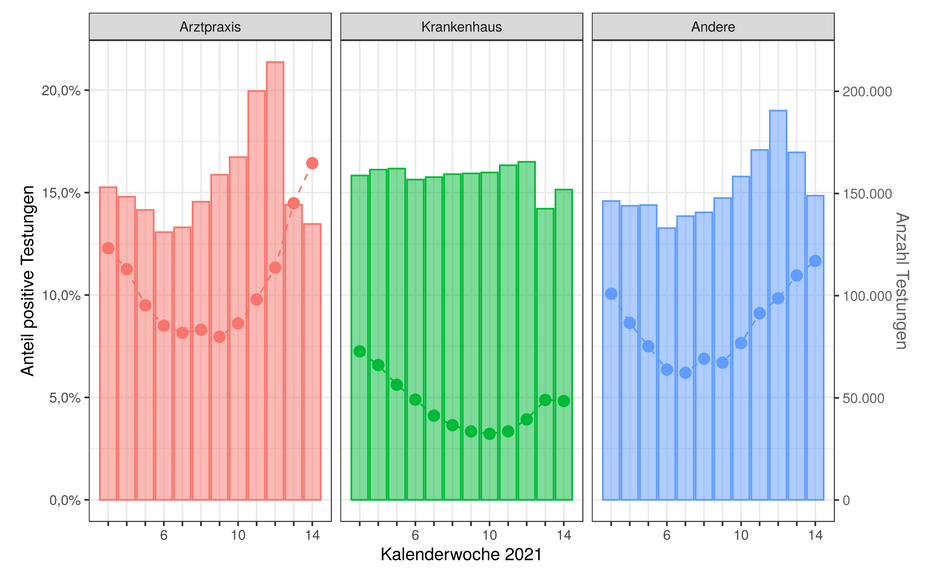 Arztpraxis
Krankenhaus
Andere
20,0%
15,0%
10,0%
5,0%
0,0%
Anteil positive Testungen
200.000
150.000
100.000
50.000
0
Anzahl Testungen
6 10 14
6 10 14
6 10 14
Kalenderwoche 2021